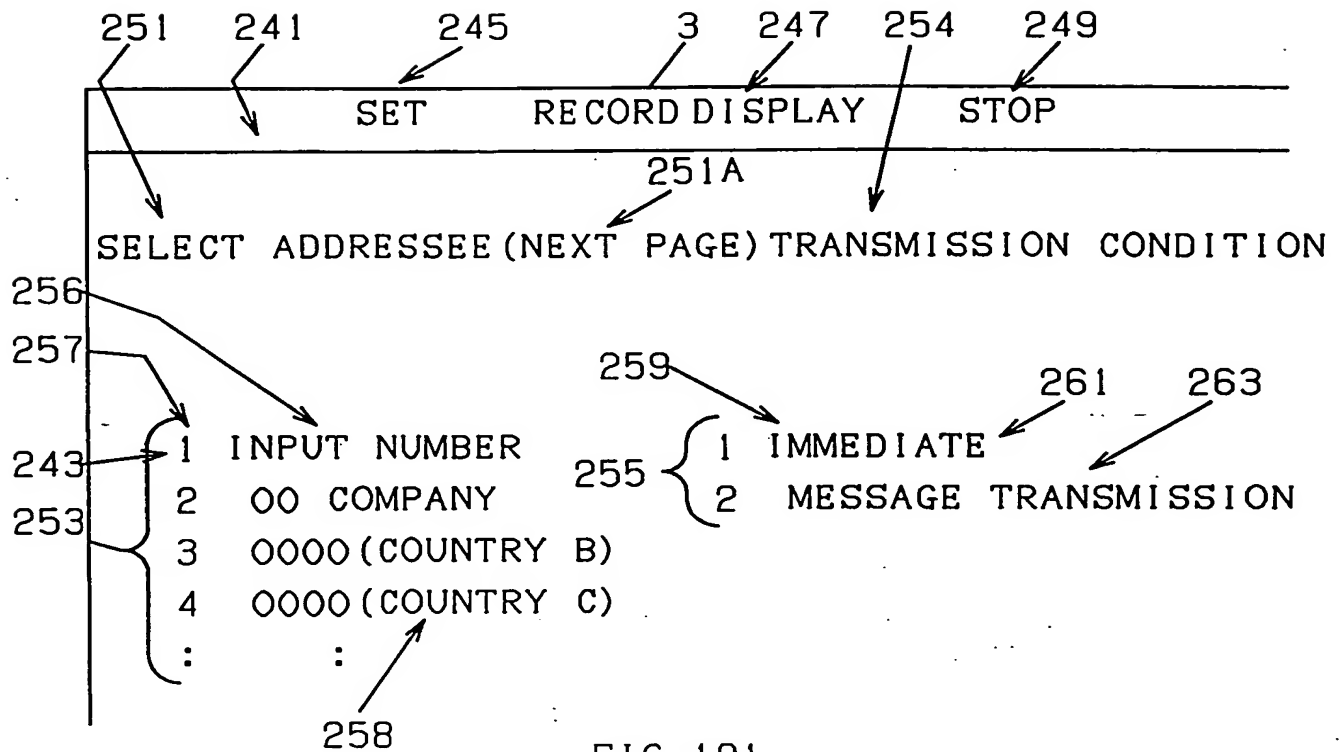 251 241 245 3 247 254 249
SET RECORD DISPLAY STOP
251A
SELECT ADDRESSEE (NEXT PAGE) TRANSMISSION CONDITION
256
257 259 261 263
1 INPUT NUMBER 1 IMMEDIATE
243 255
2 OO COMPANY 2 MESSAGE TRANSMISSION
253
3 OOOO (COUNTRY B)
4 OOOO (COUNTRY C)
: :
258